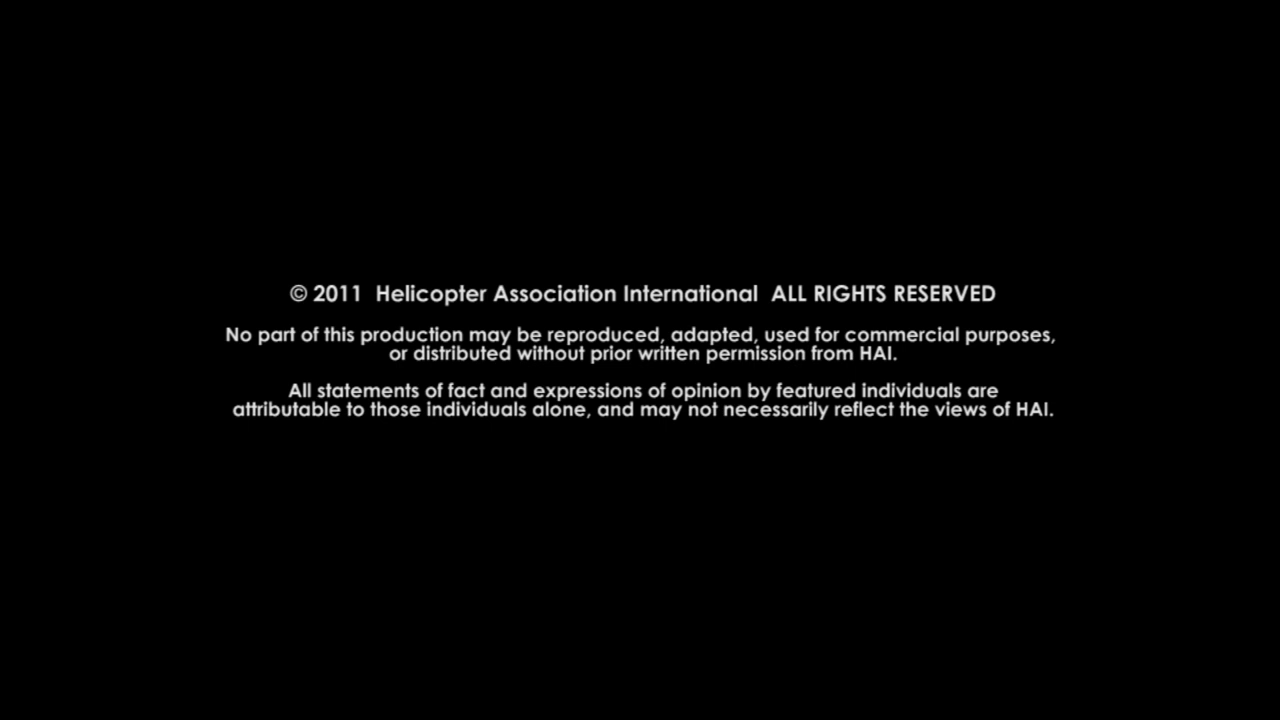 © 2011 Helicopter Association International ALL RIGHTS RESERVED
No part of this production may be reproduced, adapted, used for commercial purposes,
or distributed without prior written permission from HAI.
All statements of fact and expressions of opinion by featured individuals are
attributable to those individuals alone, and may not necessarily reflect the views of HAI.